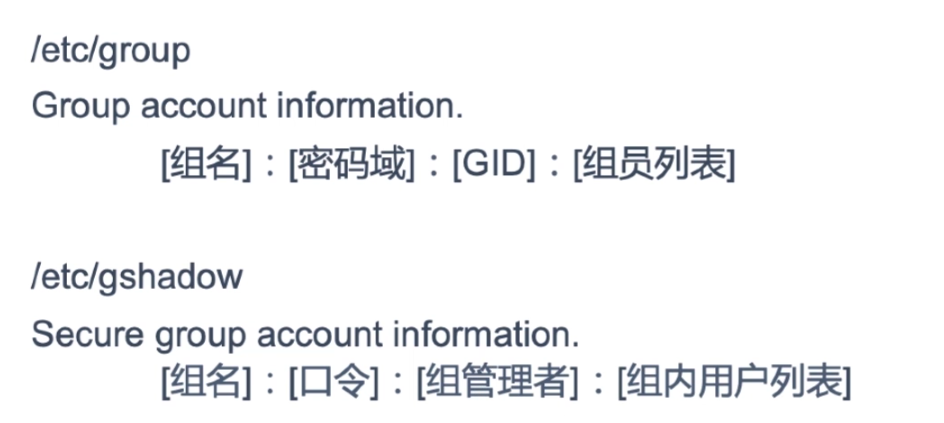 /etc/group
Group account information.
[组名]：[密码域]：[GID]：[组员列表]
/etc/gshadow
Secure group account information.
[组名]：[口令]：[组管理者]：[组内用户列表]